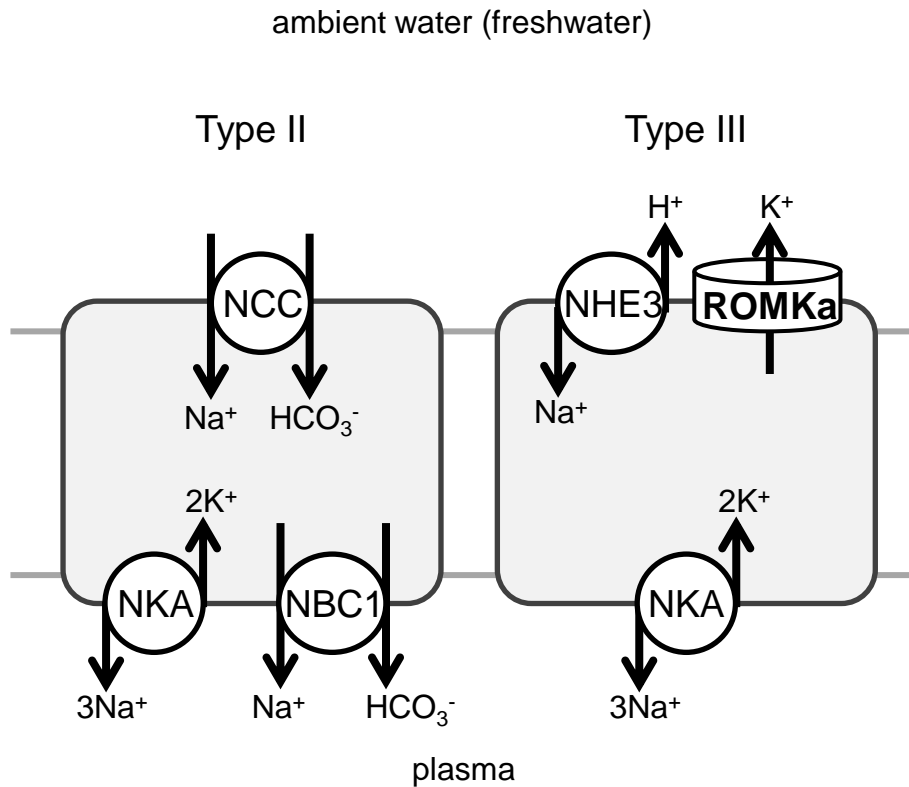 ambient water (freshwater)
Type II
Type III
H⁺
K⁺
NCC
NHE3
ROMKa
Na⁺
HCO₃⁻
Na⁺
2K⁺
2K⁺
NKA
NBC1
NKA
3Na⁺
Na⁺
HCO₃⁻
3Na⁺
plasma